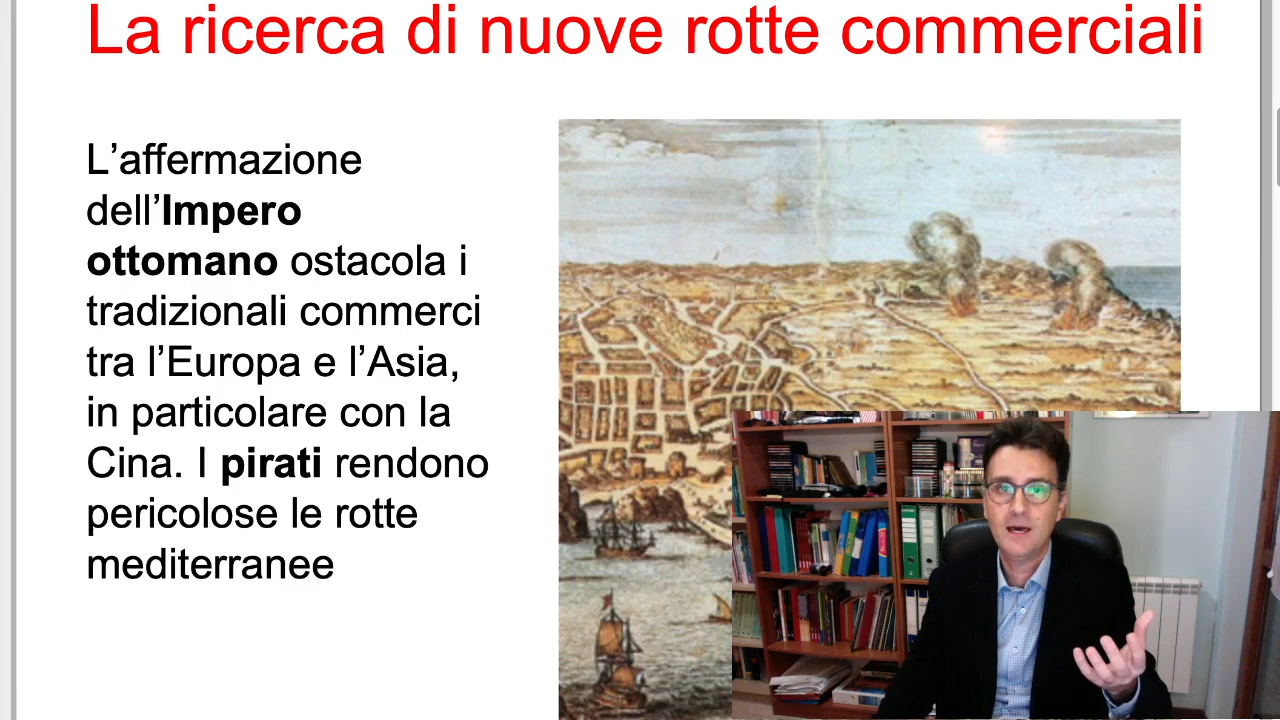 La ricerca di nuove rotte commerciali
L’affermazione
dell’Impero
ottomano ostacola i
tradizionali commerci
tra l’Europa e l’Asia,
in particolare con la
Cina. I pirati rendono
pericolose le rotte
mediterranee